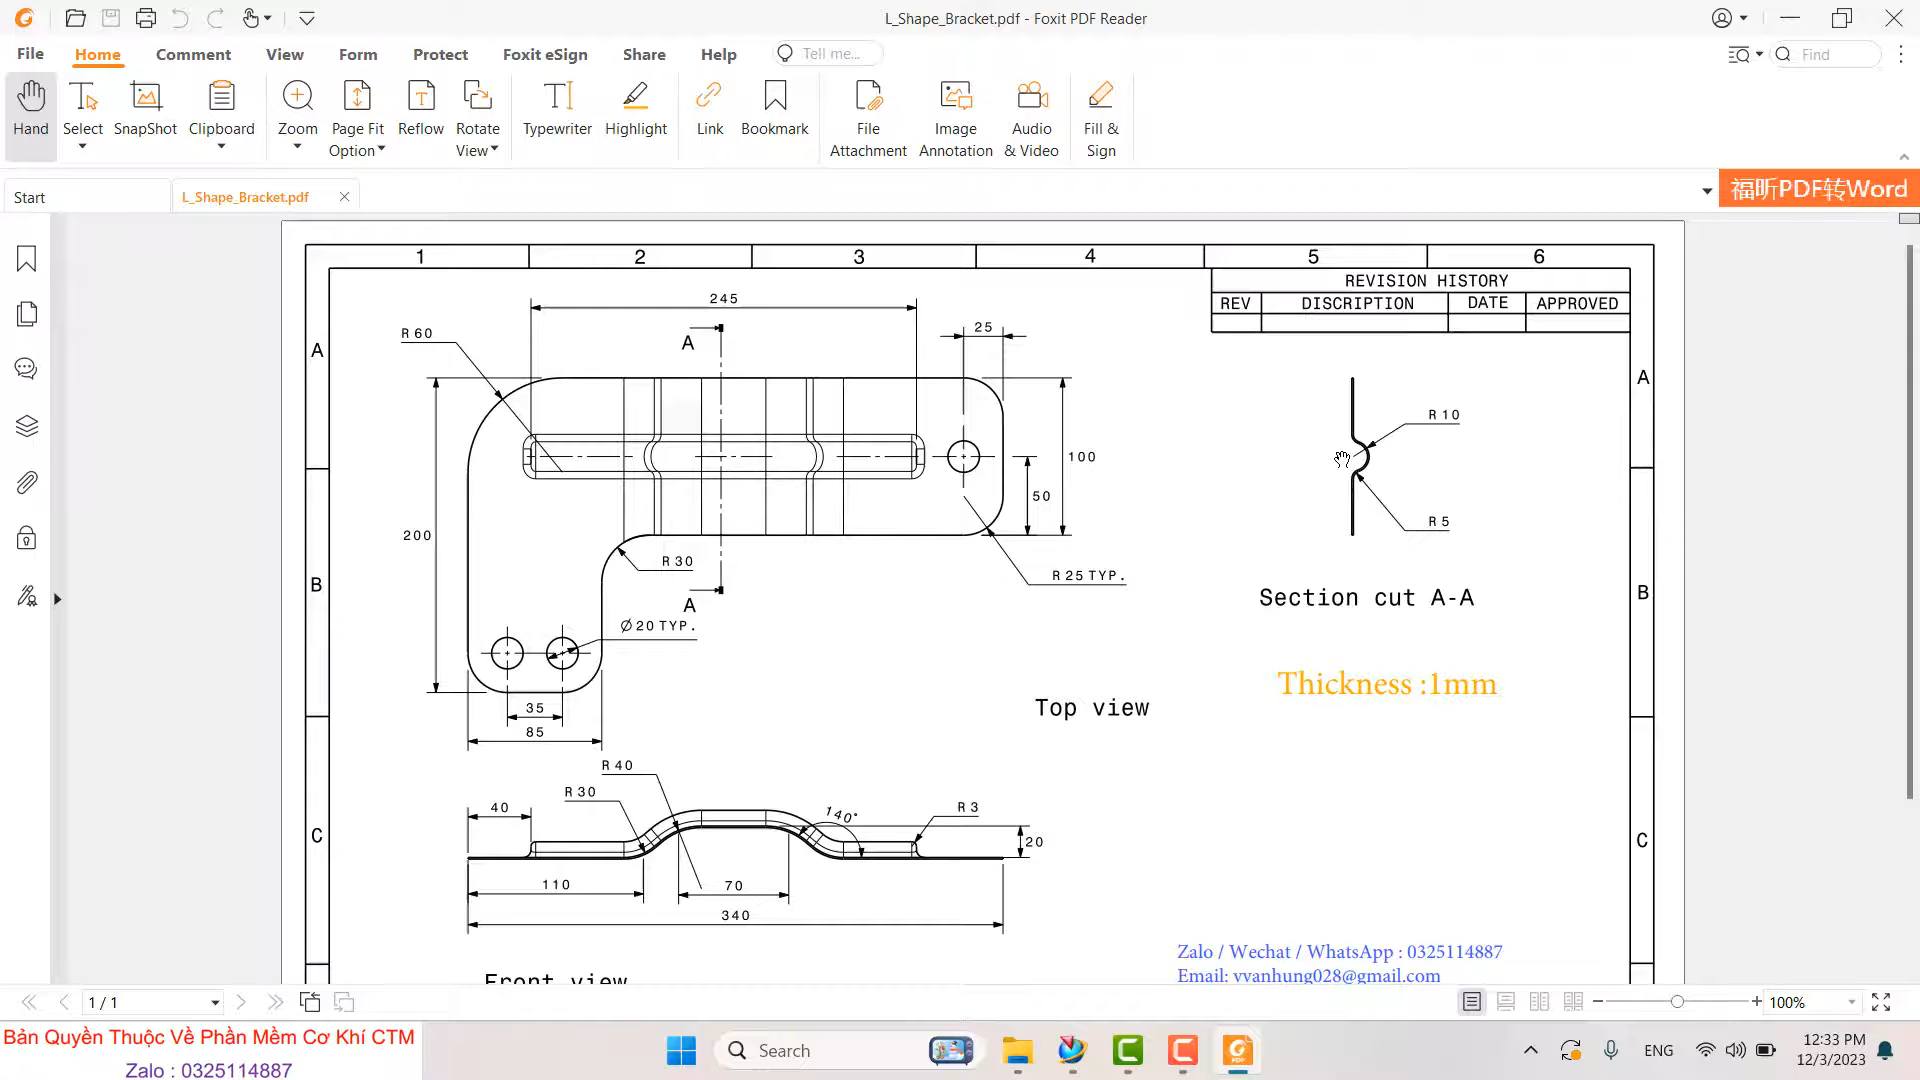 L_Shape_Bracket.pdf - Foxit PDF Reader
File Home Comment View Form Protect Foxit eSign Share Help Tell me... Find
Hand Select SnapShot Clipboard Zoom Page Fit Option Reflow Rotate View Typewriter Highlight Link Bookmark File Attachment Image Annotation Audio & Video Fill & Sign
Start L_Shape_Bracket.pdf 福昕PDF转Word
1 2 3 4 5 6
REVISION HISTORY
REV DISCRIPTION DATE APPROVED
245
25
R 60
A
A
A
A
R 10
100
50
200
R 5
R 30
R 25 TYP.
B
B
A
Section cut A-A
Ø 20 TYP.
Thickness :1mm
35
Top view
85
R 40
R 30
40
140°
R 3
C
C
20
110
70
340
Zalo / Wechat / WhatsApp : 0325114887
Front view
Email: vvanhung028@gmail.com
1 / 1
100%
Bản Quyền Thuộc Về Phần Mềm Cơ Khí CTM
Zalo : 0325114887
Search
ENG
12:33 PM
12/3/2023